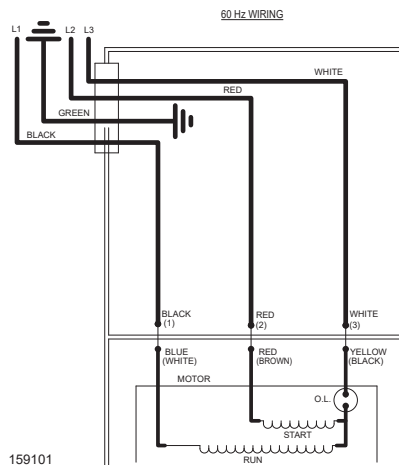 60 Hz WIRING
L1 L2 L3
WHITE
RED
GREEN
BLACK
BLACK
(1)
RED
(2)
WHITE
(3)
BLUE
(WHITE)
RED
(BROWN)
YELLOW
(BLACK)
MOTOR
O.L.
START
RUN
159101